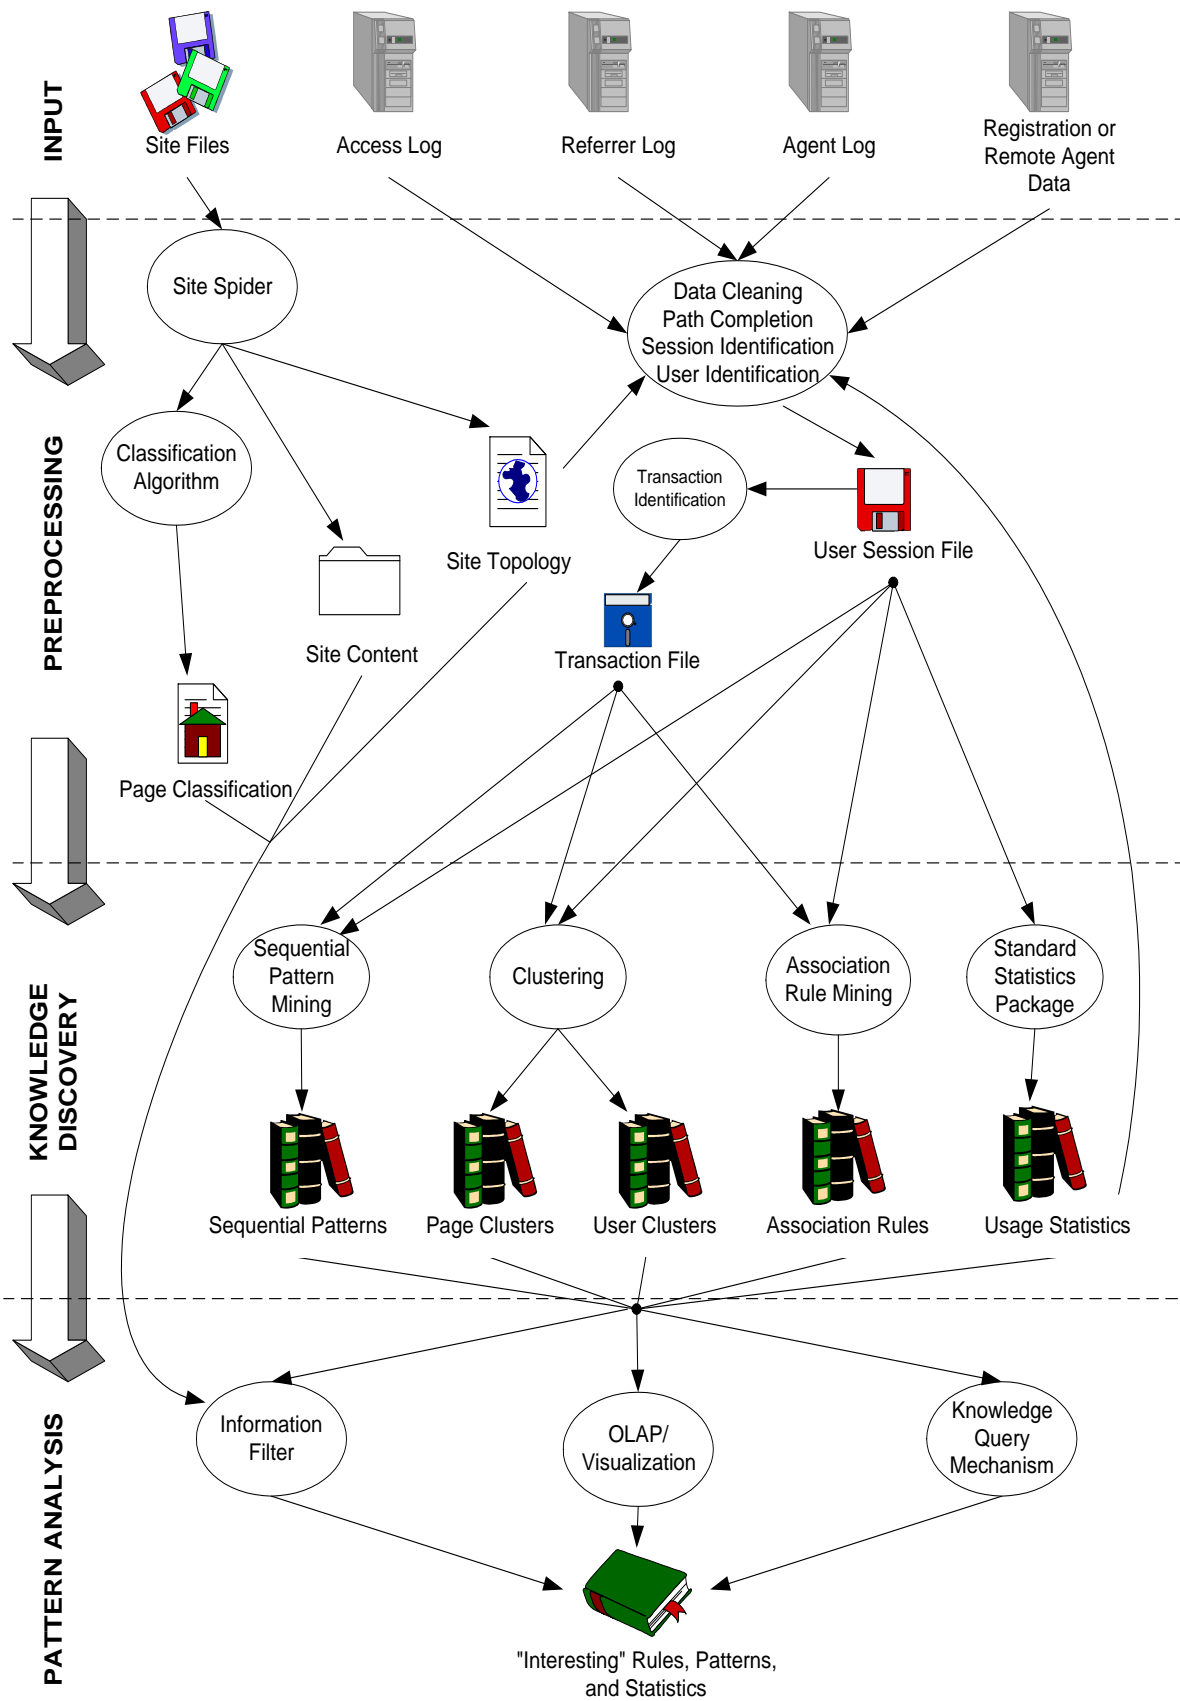 INPUT
Site Files
Access Log
Referrer Log
Agent Log
Registration or
Remote Agent
Data
PREPROCESSING
Site Spider
Data Cleaning
Path Completion
Session Identification
User Identification
Classification
Algorithm
Transaction
Identification
Site Topology
User Session File
Site Content
Transaction File
Page Classification
KNOWLEDGE
DISCOVERY
Sequential
Pattern
Mining
Clustering
Association
Rule Mining
Standard
Statistics
Package
Sequential Patterns
Page Clusters
User Clusters
Association Rules
Usage Statistics
PATTERN ANALYSIS
Information
Filter
OLAP/
Visualization
Knowledge
Query
Mechanism
"Interesting" Rules, Patterns,
and Statistics